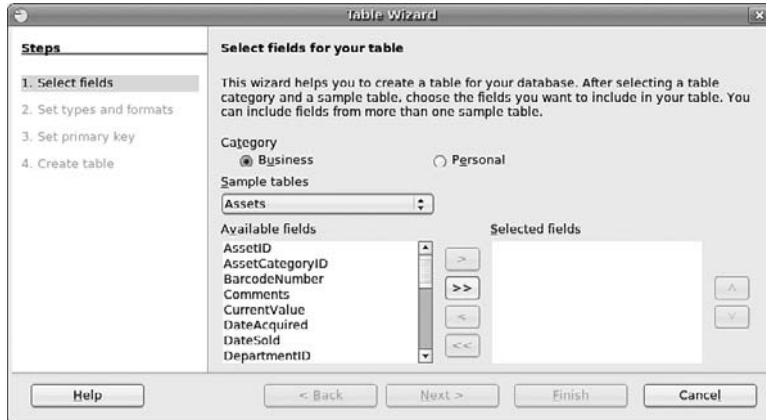 Table Wizard
Steps
1. Select fields
2. Set types and formats
3. Set primary key
4. Create table
Select fields for your table
This wizard helps you to create a table for your database. After selecting a table
category and a sample table, choose the fields you want to include in your table. You
can include fields from more than one sample table.
Category
Business
Personal
Sample tables
Assets
Available fields
Selected fields
AssetID
AssetCategoryID
BarcodeNumber
Comments
CurrentValue
DateAcquired
DateSold
DepartmentID
>
>>
<
<<
Help
< Back
Next >
Finish
Cancel